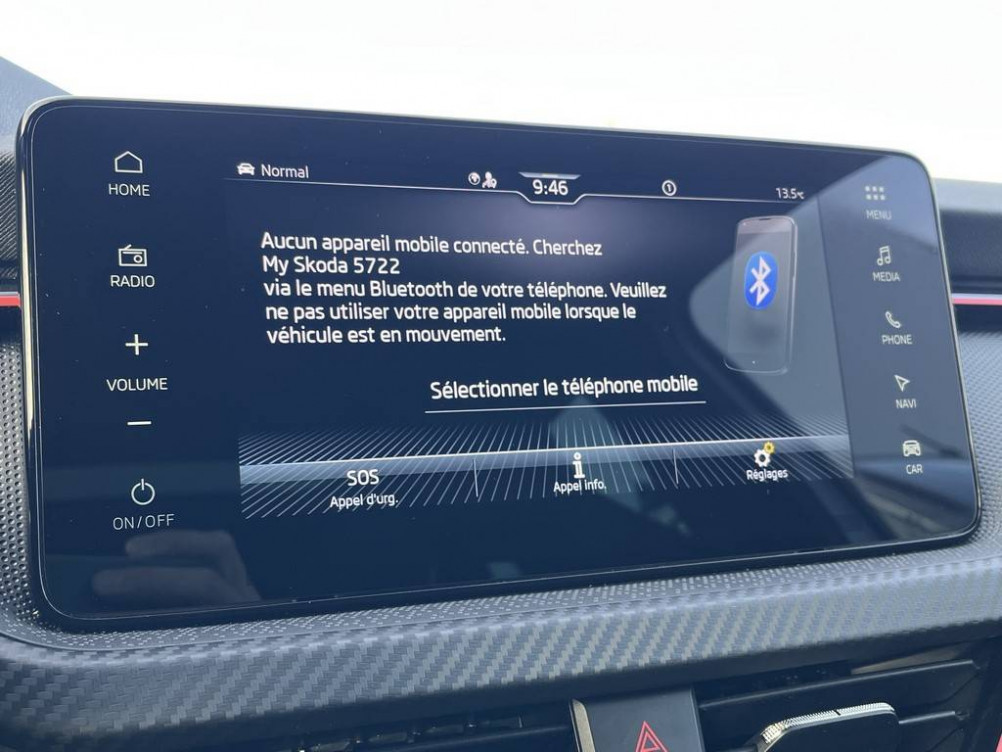 HOME
RADIO
+
VOLUME
−
ON/OFF
Normal
9:46
1
13.5°C
Aucun appareil mobile connecté. Cherchez
My Skoda 5722
via le menu Bluetooth de votre téléphone. Veuillez
ne pas utiliser votre appareil mobile lorsque le
véhicule est en mouvement.
Sélectionner le téléphone mobile
SOS
Appel d'urg.
i
Appel info.
Réglages
MENU
MEDIA
PHONE
NAVI
CAR